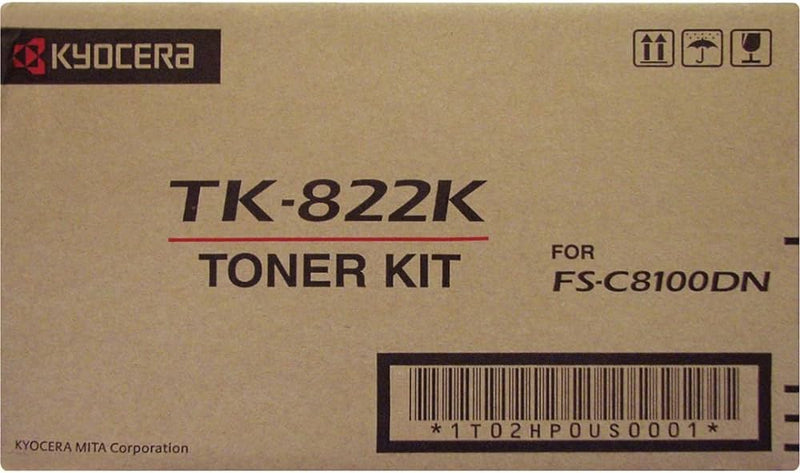 KYOCERA
TK-822K
TONER KIT
FOR
FS-C8100DN
*1T02HP0US0001*
KYOCERA MITA Corporation